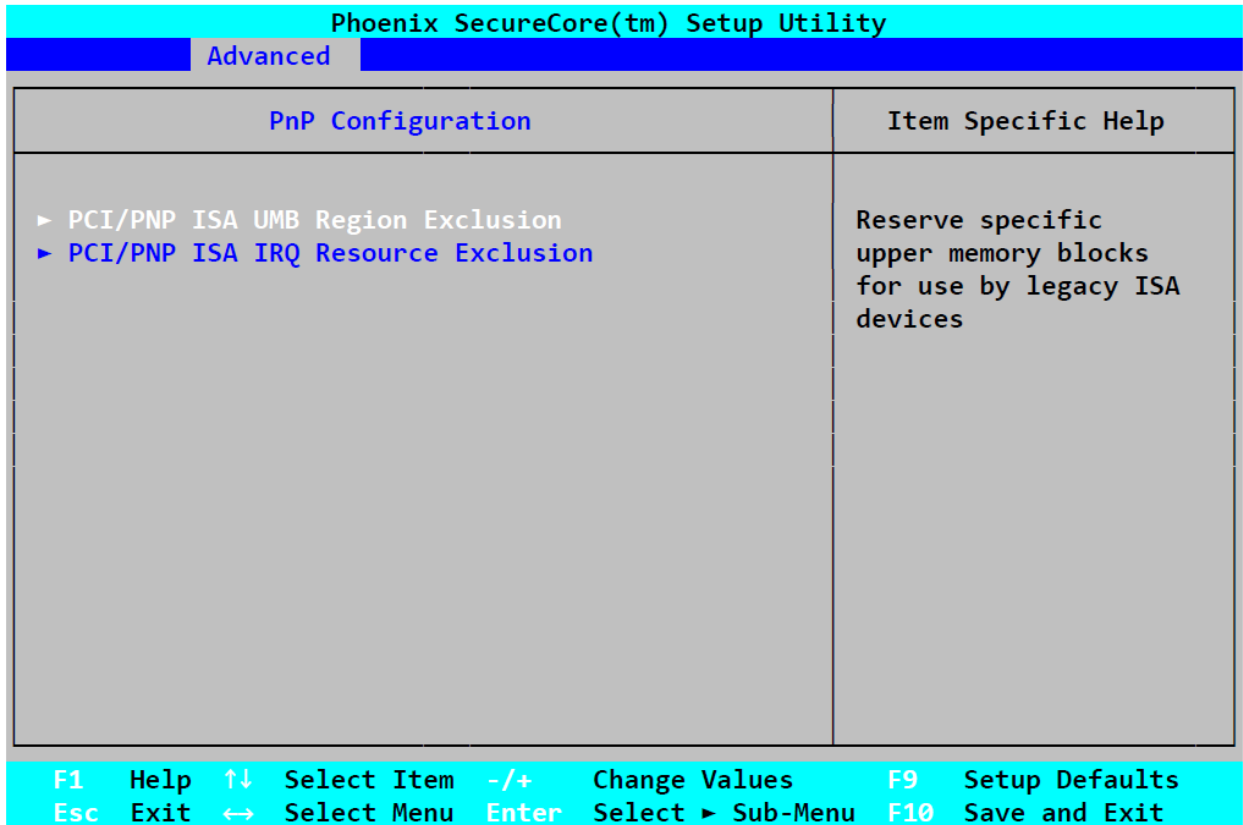 Phoenix SecureCore(tm) Setup Utility
Advanced
PnP Configuration
Item Specific Help
► PCI/PNP ISA UMB Region Exclusion
► PCI/PNP ISA IRQ Resource Exclusion
Reserve specific
upper memory blocks
for use by legacy ISA
devices
F1 Help ↑↓ Select Item -/+ Change Values F9 Setup Defaults
Esc Exit ↔ Select Menu Enter Select ► Sub-Menu F10 Save and Exit